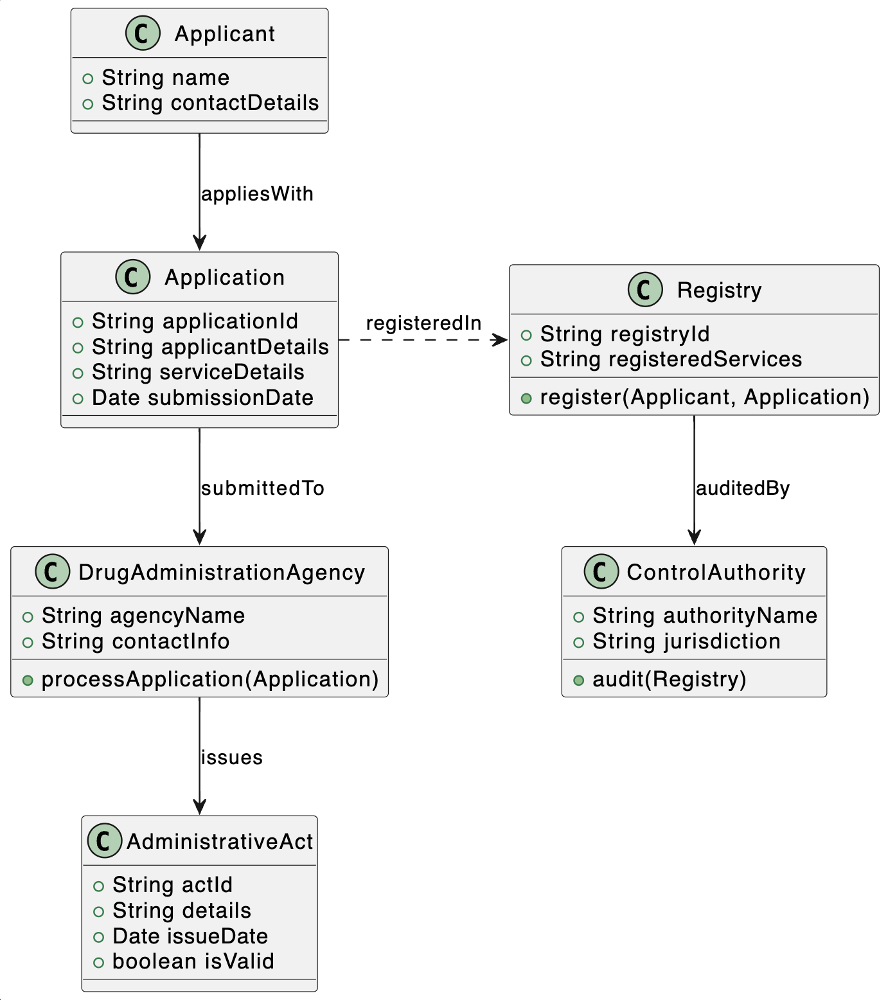 C Applicant
String name
String contactDetails
appliesWith
C Application
String applicationId
String applicantDetails
String serviceDetails
Date submissionDate
registeredIn
C Registry
String registryId
String registeredServices
register(Applicant, Application)
submittedTo
auditedBy
C DrugAdministrationAgency
String agencyName
String contactInfo
processApplication(Application)
C ControlAuthority
String authorityName
String jurisdiction
audit(Registry)
issues
C AdministrativeAct
String actId
String details
Date issueDate
boolean isValid